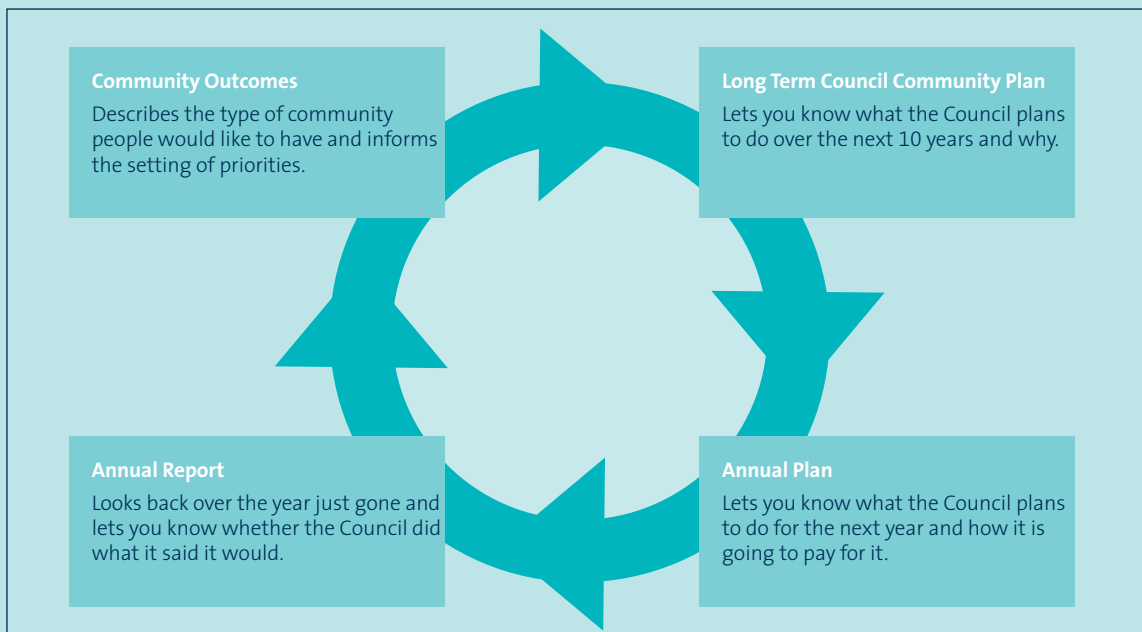 Community Outcomes
Describes the type of community
people would like to have and informs
the setting of priorities.
Long Term Council Community Plan
Lets you know what the Council plans
to do over the next 10 years and why.
Annual Report
Looks back over the year just gone and
lets you know whether the Council did
what it said it would.
Annual Plan
Lets you know what the Council plans
to do for the next year and how it is
going to pay for it.